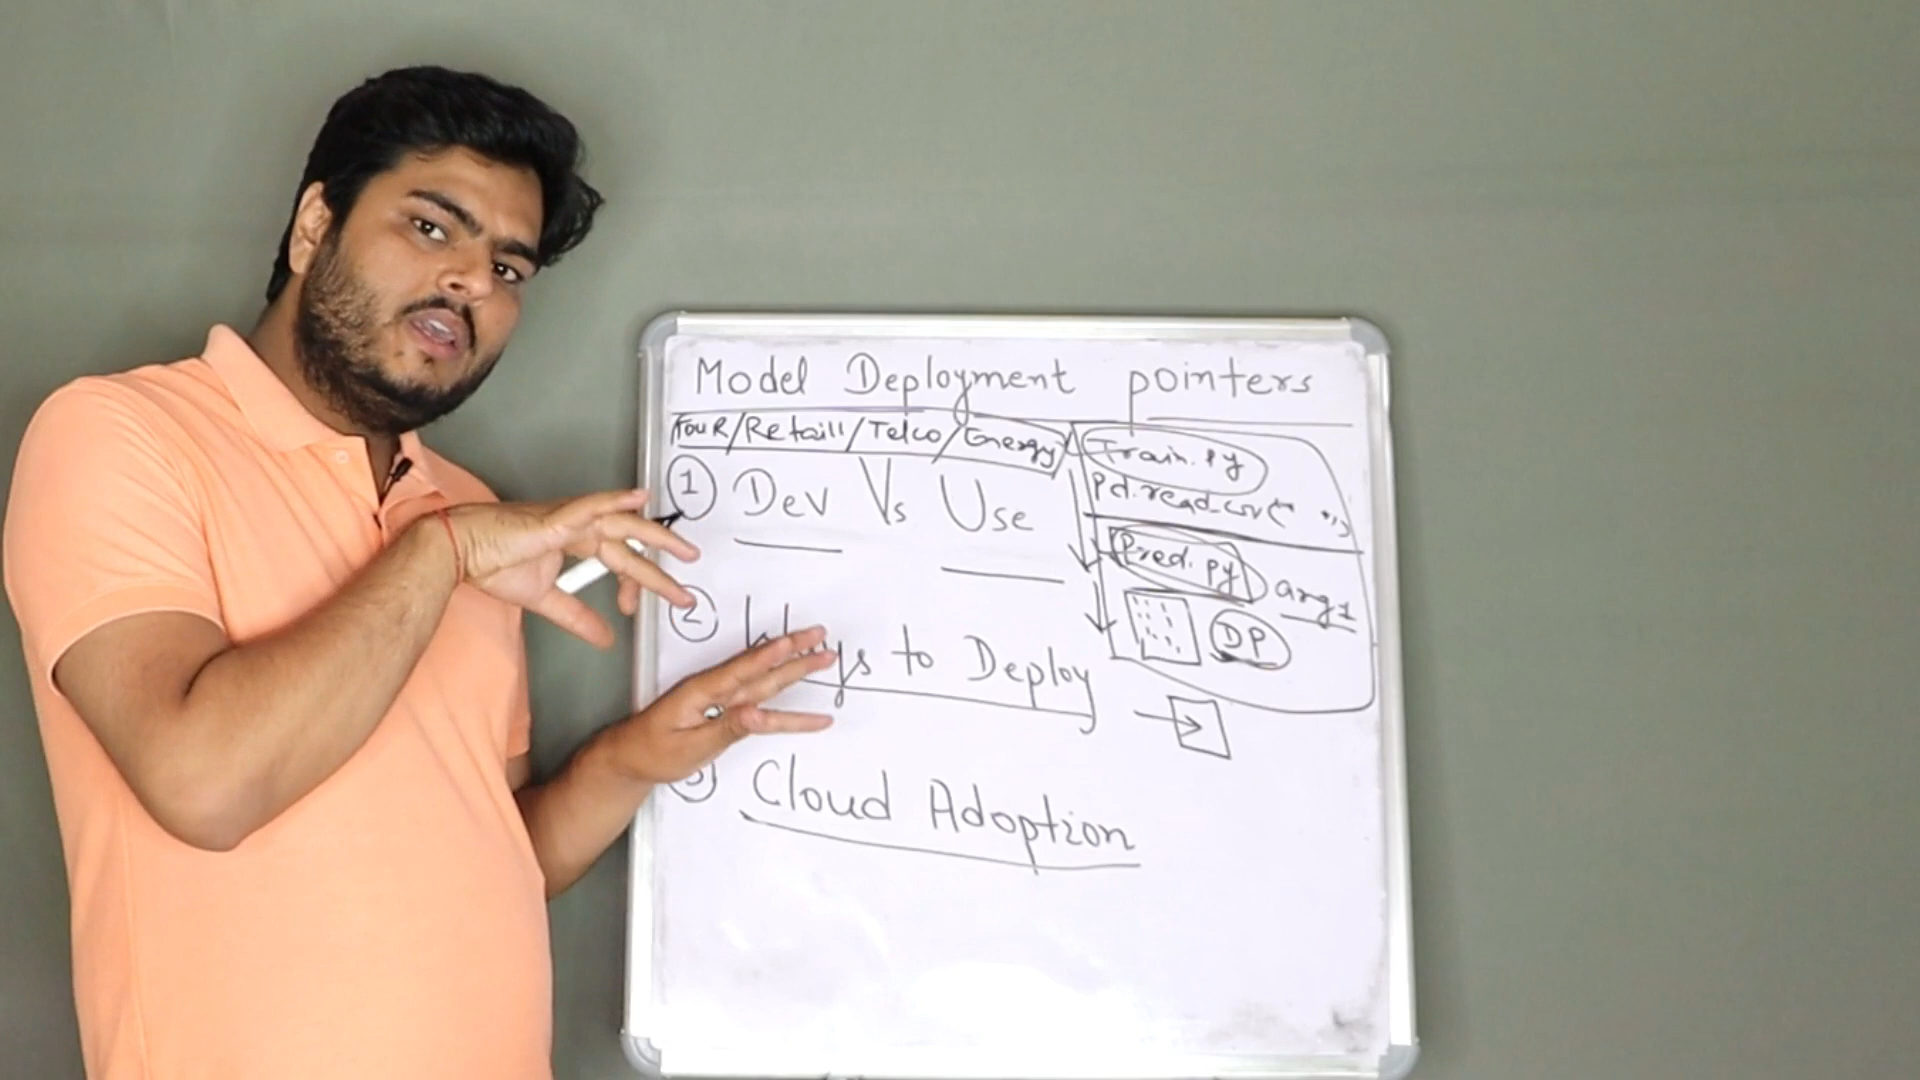 Model Deployment pointers
Four/Retaill/Telco/Energy
① Dev Vs Use
② Ways to Deploy
③ Cloud Adoption
Train.py
Pd.read_csv(" ")
Pred.py arg1
DP